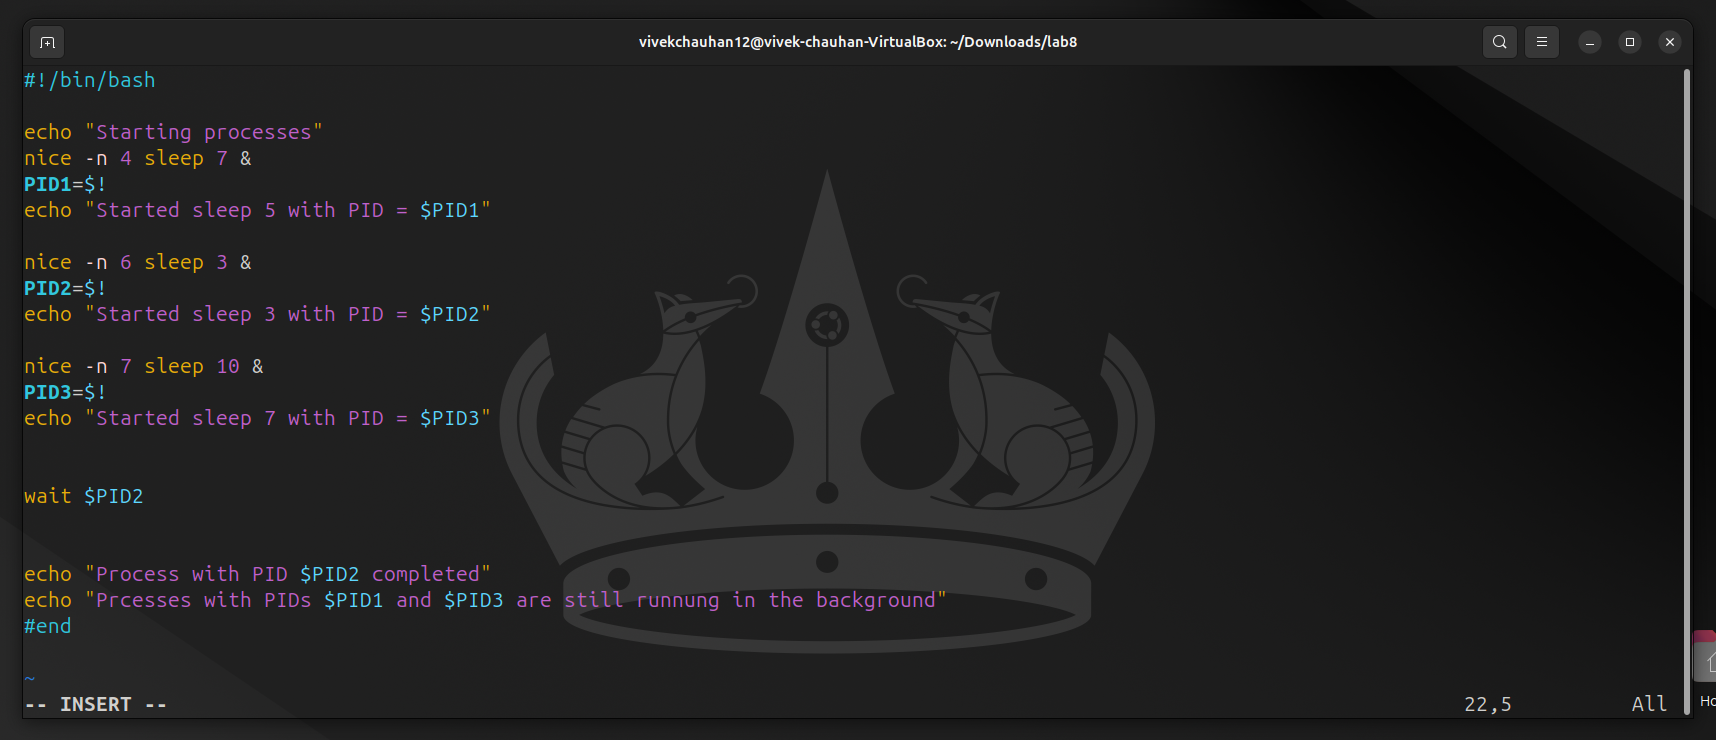 vivekchauhan12@vivek-chauhan-VirtualBox: ~/Downloads/lab8
#!/bin/bash
echo "Starting processes"
nice -n 4 sleep 7 &
PID1=$!
echo "Started sleep 5 with PID = $PID1"
nice -n 6 sleep 3 &
PID2=$!
echo "Started sleep 3 with PID = $PID2"
nice -n 7 sleep 10 &
PID3=$!
echo "Started sleep 7 with PID = $PID3"
wait $PID2
echo "Process with PID $PID2 completed"
echo "Prcesses with PIDs $PID1 and $PID3 are still runnung in the background"
#end
~
-- INSERT -- 22,5 All
Ho